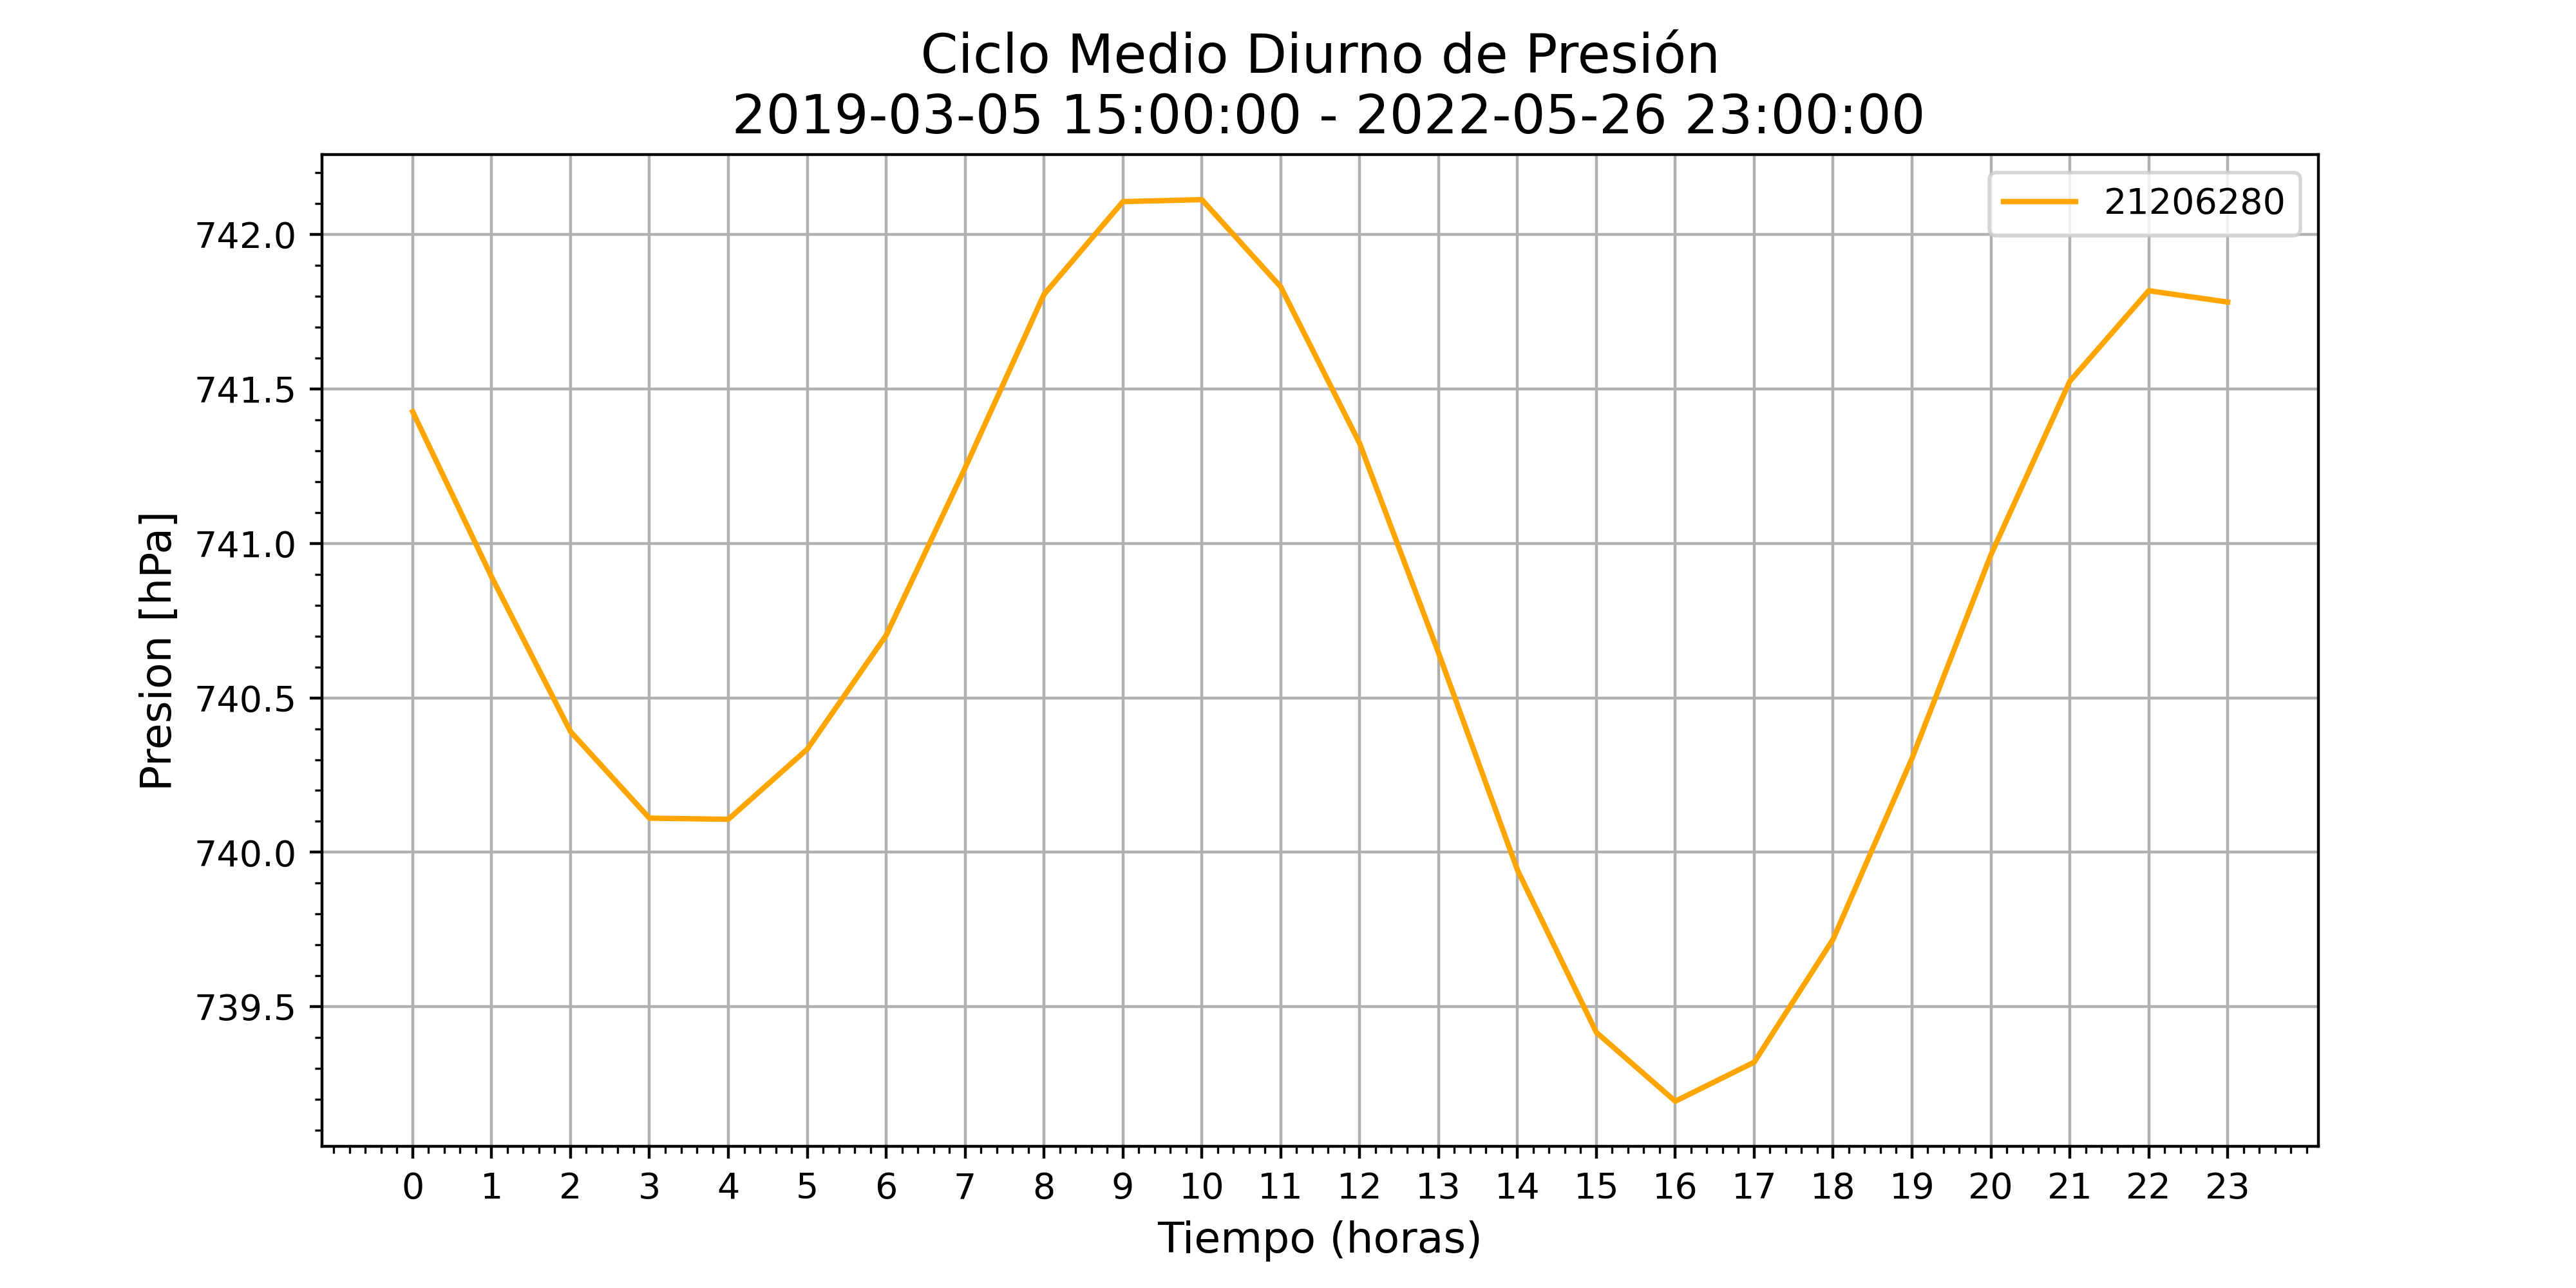 Ciclo Medio Diurno de Presión
2019-03-05 15:00:00 - 2022-05-26 23:00:00
21206280
Presion [hPa]
742.0
741.5
741.0
740.5
740.0
739.5
0 1 2 3 4 5 6 7 8 9 10 11 12 13 14 15 16 17 18 19 20 21 22 23
Tiempo (horas)